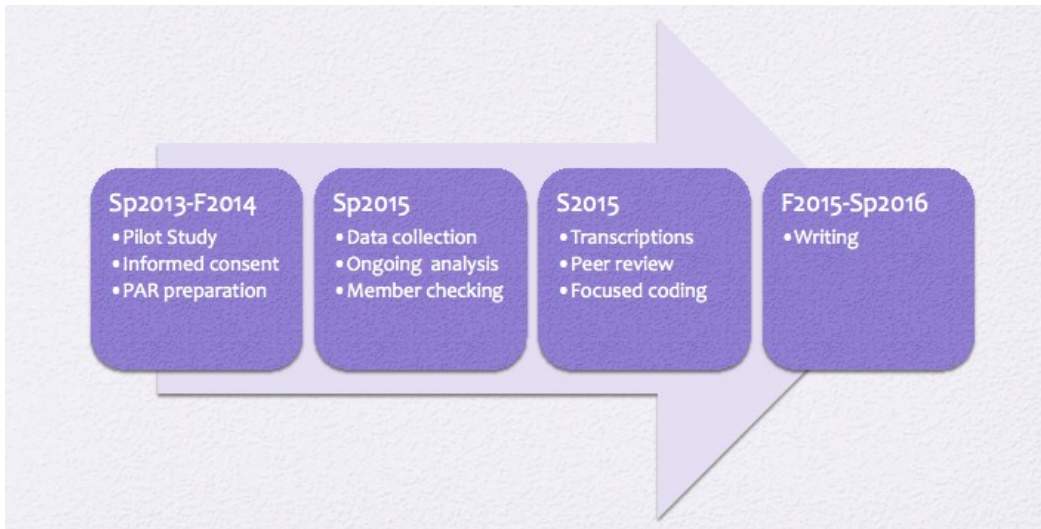 Sp2013-F2014
•Pilot Study
•Informed consent
•PAR preparation
Sp2015
•Data collection
•Ongoing analysis
•Member checking
S2015
•Transcriptions
•Peer review
•Focused coding
F2015-Sp2016
•Writing